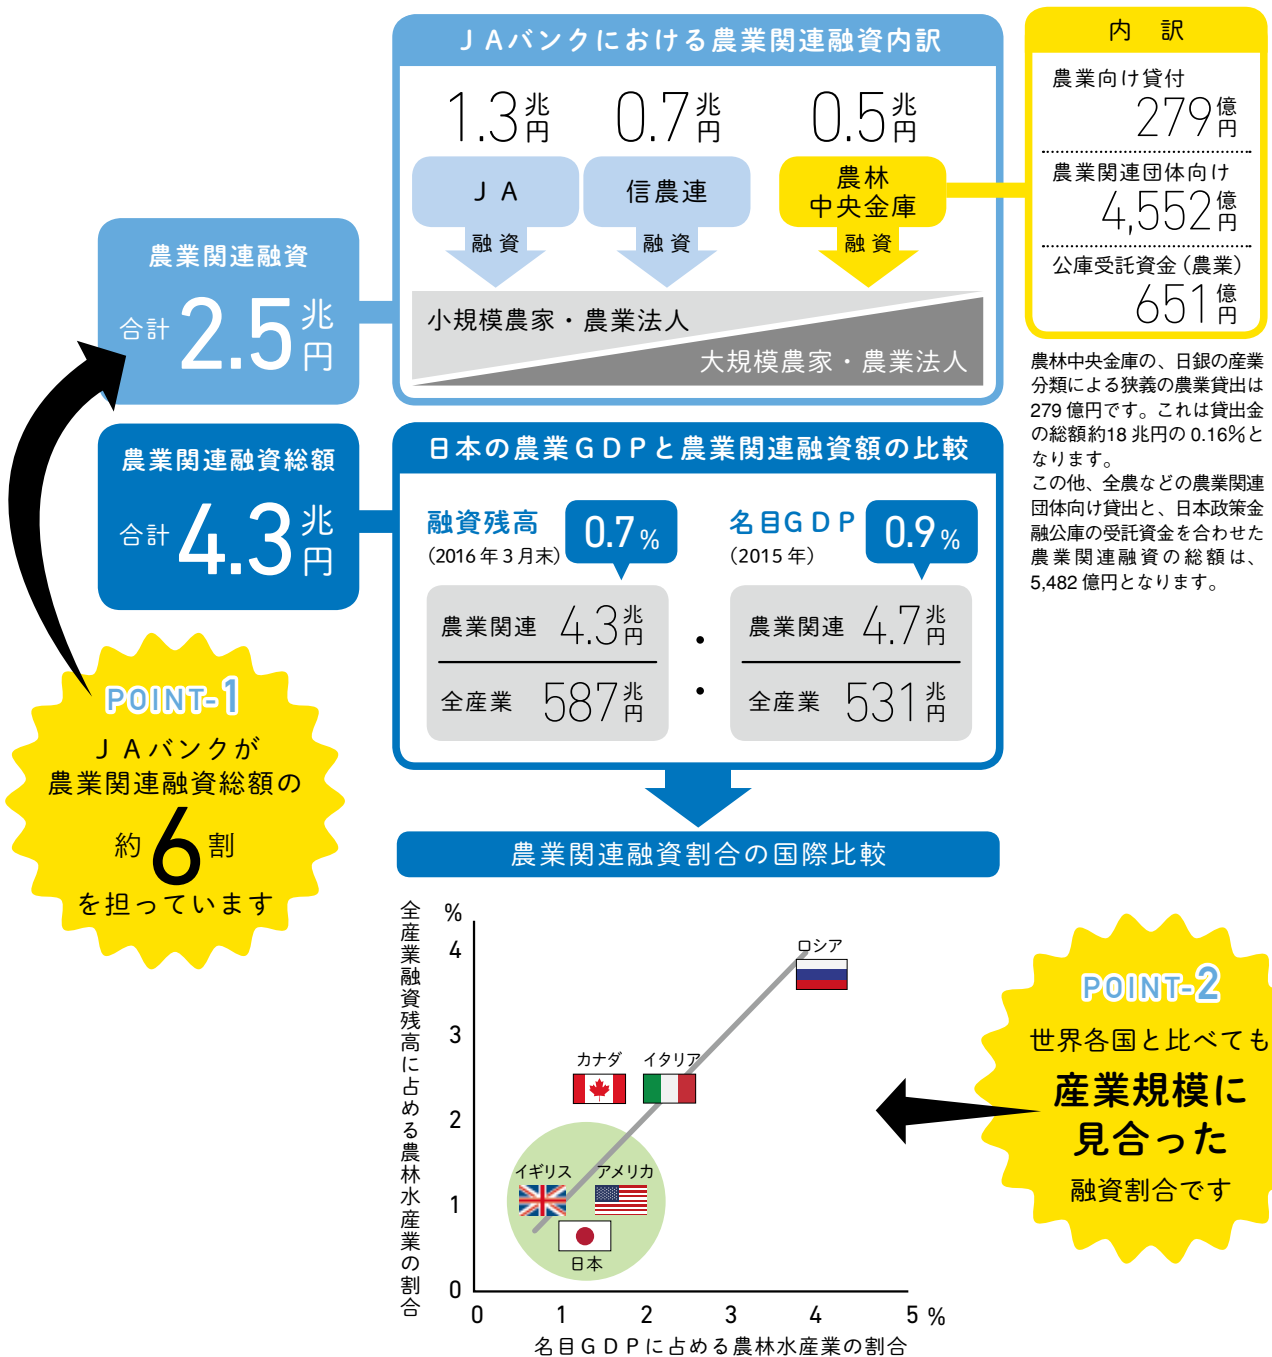 JAバンクにおける農業関連融資内訳
1.3兆円
0.7兆円
0.5兆円
JA
信農連
農林
中央金庫
融資
融資
融資
小規模農家・農業法人
大規模農家・農業法人
内 訳
農業向け貸付
279億円
農業関連団体向け
4,552億円
公庫受託資金(農業)
651億円
農林中央金庫の、日銀の産業
分類による狭義の農業貸出は
279億円です。これは貸出金
の総額約18兆円の0.16%と
なります。
この他、全農などの農業関連
団体向け貸出と、日本政策金
融公庫の受託資金を合わせた
農業関連融資の総額は、
5,482億円となります。
農業関連融資
合計2.5兆円
農業関連融資総額
合計4.3兆円
日本の農業GDPと農業関連融資額の比較
融資残高
(2016年3月末)
0.7%
農業関連 4.3兆円
全産業 587兆円
名目GDP
(2015年)
0.9%
農業関連 4.7兆円
全産業 531兆円
POINT-1
JAバンクが
農業関連融資総額の
約6割
を担っています
農業関連融資割合の国際比較
全産業融資残高に占める農林水産業の割合
%
4
3
2
1
0
ロシア
カナダ
イタリア
イギリス
アメリカ
日本
0 1 2 3 4 5 %
名目GDPに占める農林水産業の割合
POINT-2
世界各国と比べても
産業規模に
見合った
融資割合です